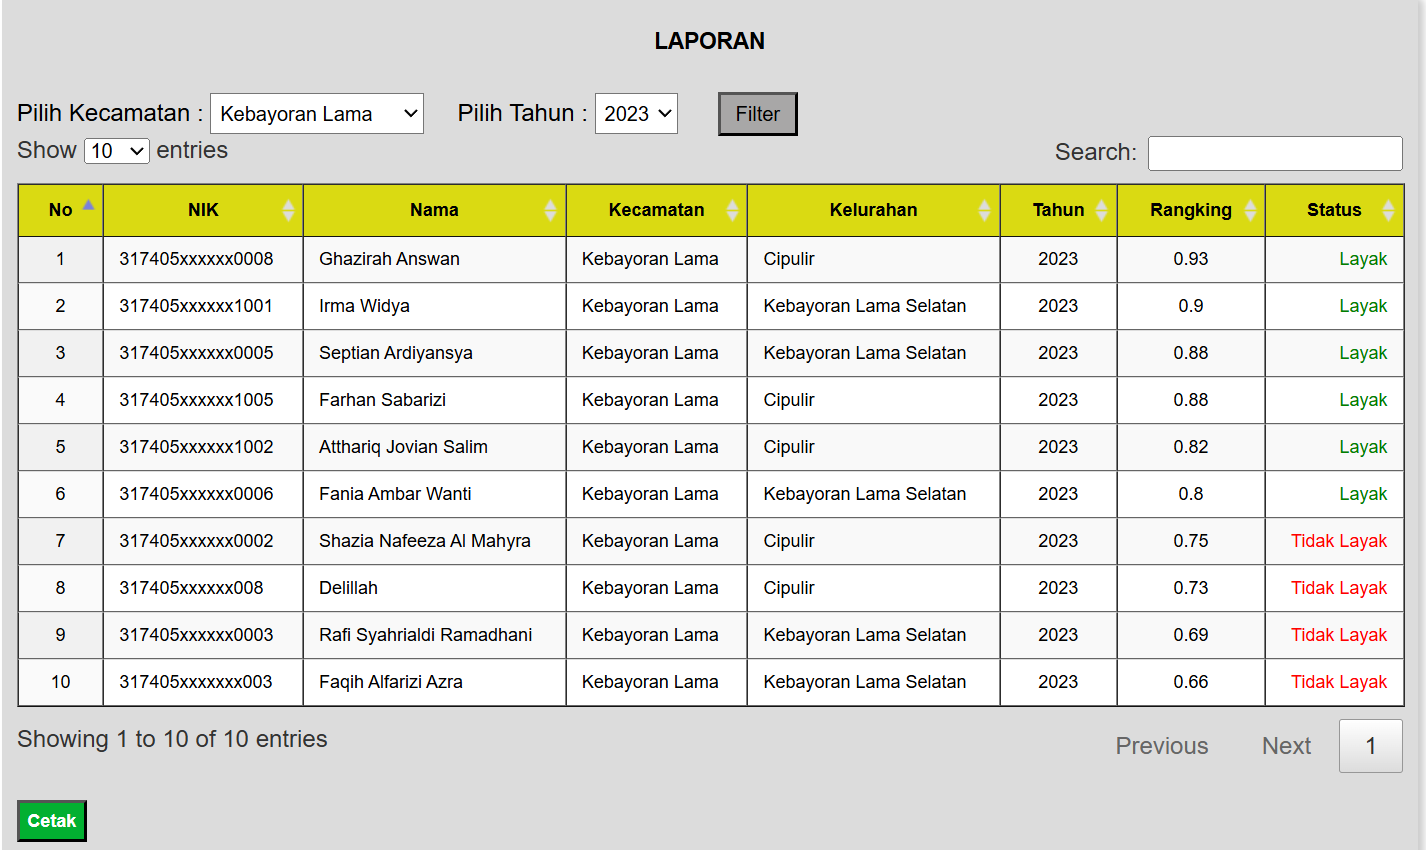 LAPORAN
Pilih Kecamatan : Kebayoran Lama Pilih Tahun : 2023 Filter
Show 10 entries Search:
No NIK Nama Kecamatan Kelurahan Tahun Rangking Status
1 317405xxxxxx0008 Ghazirah Answan Kebayoran Lama Cipulir 2023 0.93 Layak
2 317405xxxxxx1001 Irma Widya Kebayoran Lama Kebayoran Lama Selatan 2023 0.9 Layak
3 317405xxxxxx0005 Septian Ardiyansya Kebayoran Lama Kebayoran Lama Selatan 2023 0.88 Layak
4 317405xxxxxx1005 Farhan Sabarizi Kebayoran Lama Cipulir 2023 0.88 Layak
5 317405xxxxxx1002 Atthariq Jovian Salim Kebayoran Lama Cipulir 2023 0.82 Layak
6 317405xxxxxx0006 Fania Ambar Wanti Kebayoran Lama Kebayoran Lama Selatan 2023 0.8 Layak
7 317405xxxxxx0002 Shazia Nafeeza Al Mahyra Kebayoran Lama Cipulir 2023 0.75 Tidak Layak
8 317405xxxxxx008 Delillah Kebayoran Lama Cipulir 2023 0.73 Tidak Layak
9 317405xxxxxx0003 Rafi Syahrialdi Ramadhani Kebayoran Lama Kebayoran Lama Selatan 2023 0.69 Tidak Layak
10 317405xxxxxxx003 Faqih Alfarizi Azra Kebayoran Lama Kebayoran Lama Selatan 2023 0.66 Tidak Layak
Showing 1 to 10 of 10 entries Previous Next 1
Cetak